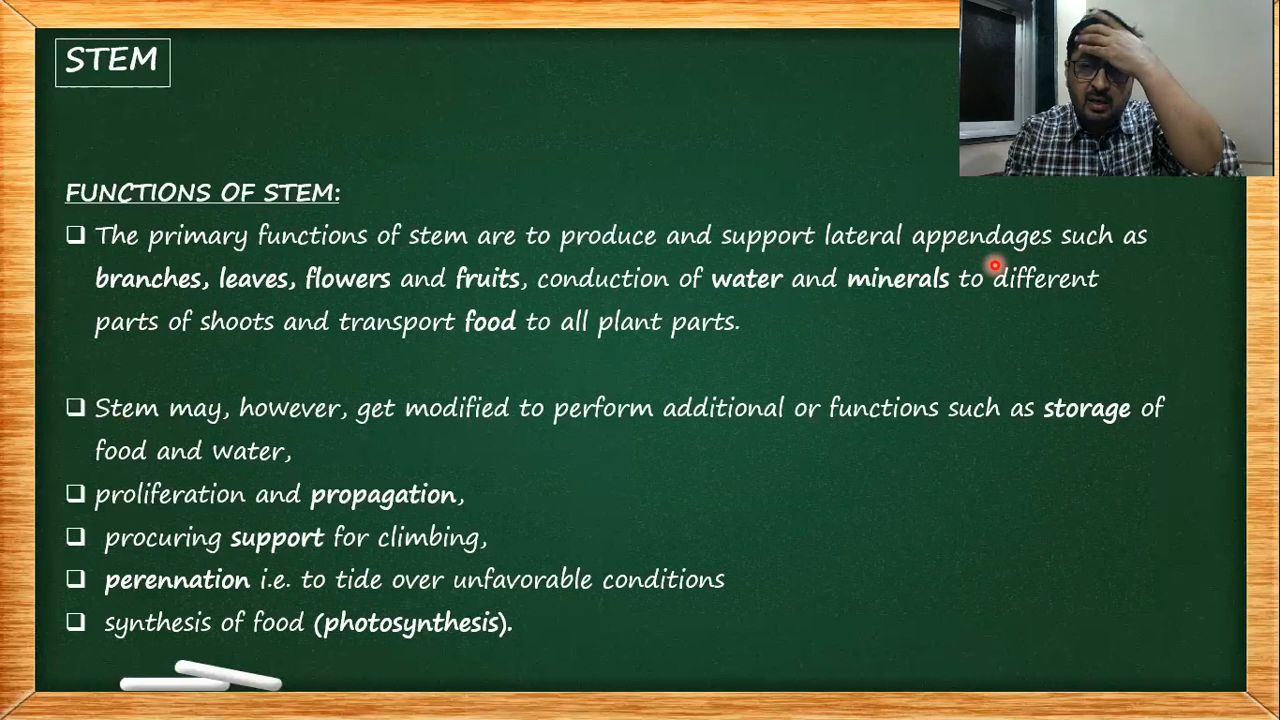 STEM
FUNCTIONS OF STEM:
❑ The primary functions of stem are to produce and support lateral appendages such as
branches, leaves, flowers and fruits, conduction of water and minerals to different
parts of shoots and transport food to all plant parts.
❑ Stem may, however, get modified to perform additional or functions such as storage of
food and water,
❑ proliferation and propagation,
❑ procuring support for climbing,
❑ perennation i.e. to tide over unfavorable conditions
❑ synthesis of food (photosynthesis).